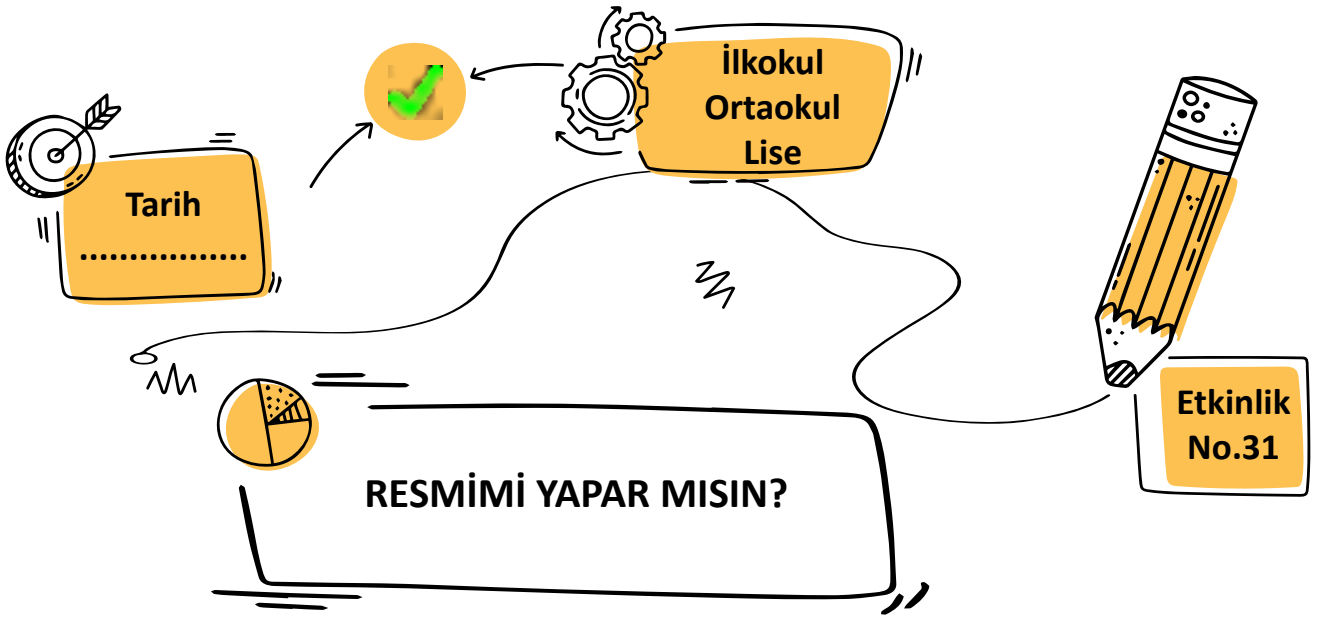 İlkokul
Ortaokul
Lise
Tarih
.................
Etkinlik
No.31
RESMİMİ YAPAR MISIN?